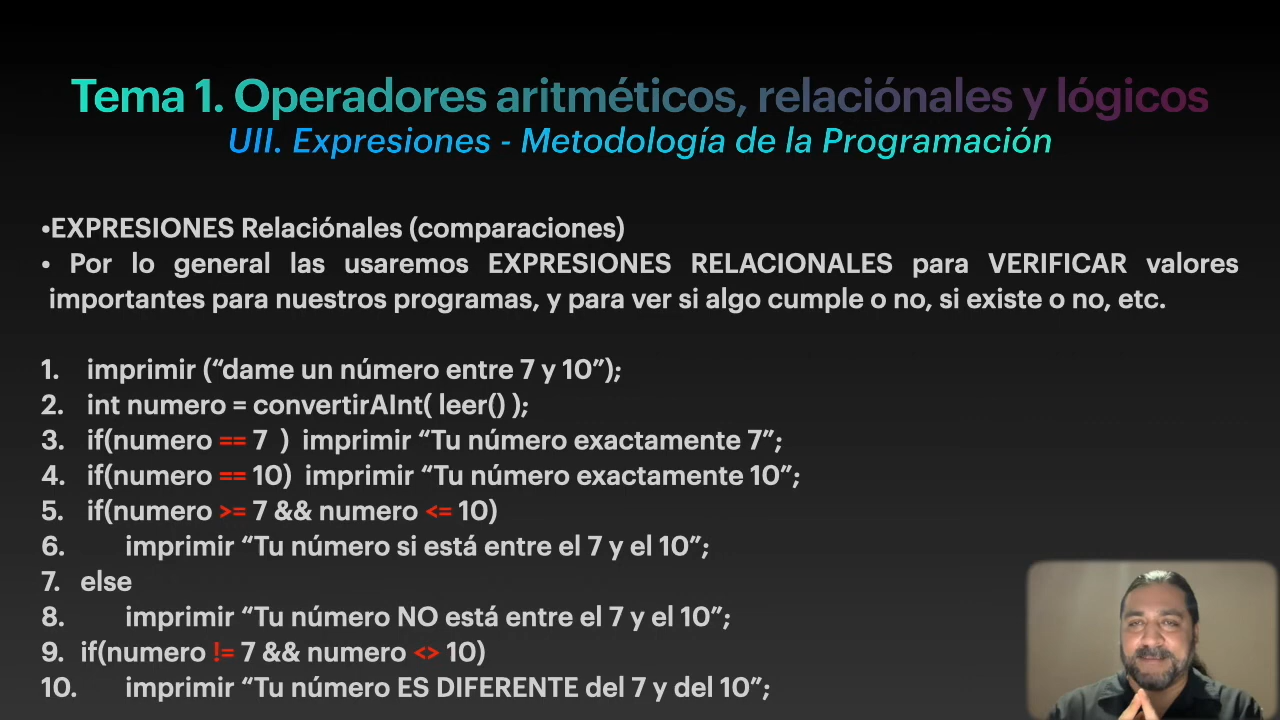 Tema 1. Operadores aritméticos, relaciónales y lógicos
UII. Expresiones - Metodología de la Programación
•EXPRESIONES Relaciónales (comparaciones)
• Por lo general las usaremos EXPRESIONES RELACIONALES para VERIFICAR valores
importantes para nuestros programas, y para ver si algo cumple o no, si existe o no, etc.
1. imprimir (“dame un número entre 7 y 10”);
2. int numero = convertirAInt( leer() );
3. if(numero == 7 ) imprimir “Tu número exactamente 7”;
4. if(numero == 10) imprimir “Tu número exactamente 10”;
5. if(numero >= 7 && numero <= 10)
6. imprimir “Tu número si está entre el 7 y el 10”;
7. else
8. imprimir “Tu número NO está entre el 7 y el 10”;
9. if(numero != 7 && numero <> 10)
10. imprimir “Tu número ES DIFERENTE del 7 y del 10”;